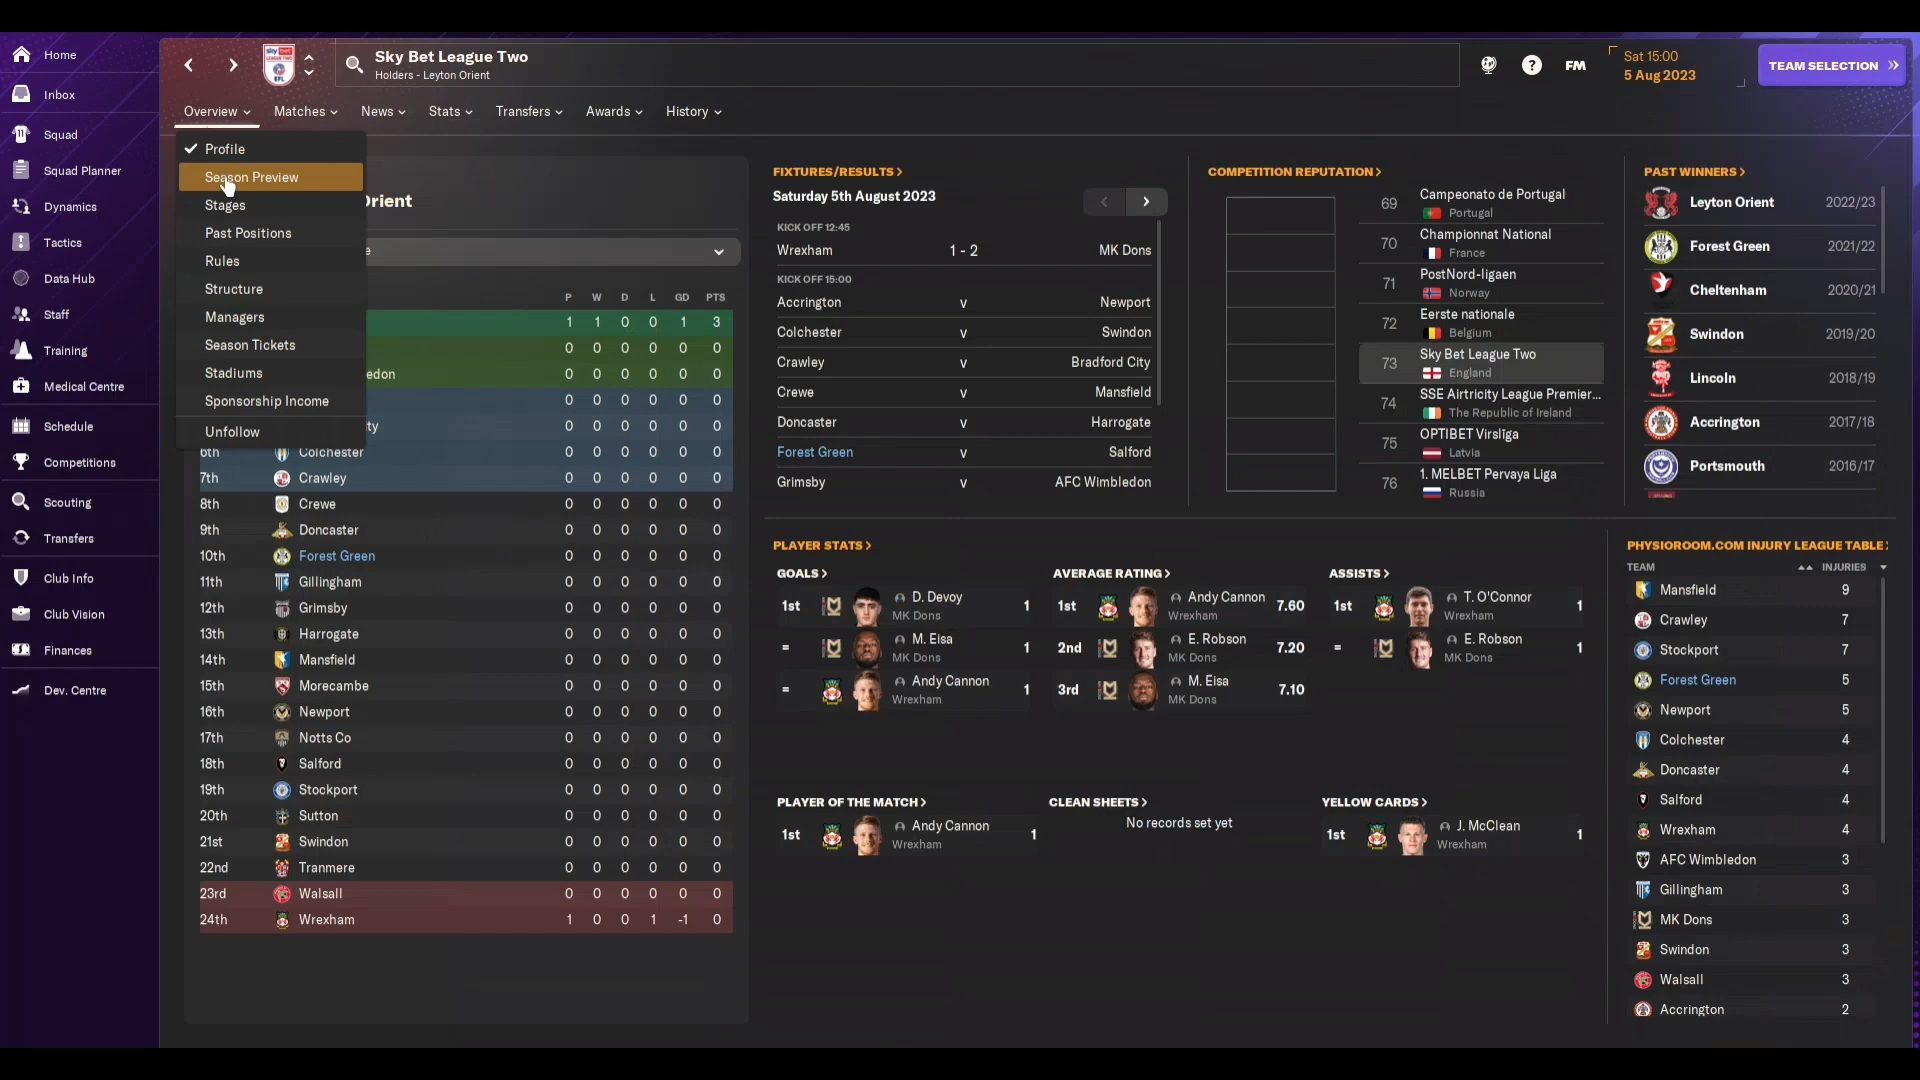 Home
Inbox
Squad
Squad Planner
Dynamics
Tactics
Data Hub
Staff
Training
Medical Centre
Schedule
Competitions
Scouting
Transfers
Club Info
Club Vision
Finances
Dev. Centre
Sky Bet League Two
Holders - Leyton Orient
FM
Sat 15:00
5 Aug 2023
TEAM SELECTION
Overview Matches News Stats Transfers Awards History
Profile
Season Preview
Stages
Past Positions
Rules
Structure
Managers
Season Tickets
Stadiums
Sponsorship Income
Unfollow
Orient
P W D L GD PTS
1 1 0 0 1 3
0 0 0 0 0 0
edon 0 0 0 0 0 0
0 0 0 0 0 0
ity 0 0 0 0 0 0
6th Colchester 0 0 0 0 0 0
7th Crawley 0 0 0 0 0 0
8th Crewe 0 0 0 0 0 0
9th Doncaster 0 0 0 0 0 0
10th Forest Green 0 0 0 0 0 0
11th Gillingham 0 0 0 0 0 0
12th Grimsby 0 0 0 0 0 0
13th Harrogate 0 0 0 0 0 0
14th Mansfield 0 0 0 0 0 0
15th Morecambe 0 0 0 0 0 0
16th Newport 0 0 0 0 0 0
17th Notts Co 0 0 0 0 0 0
18th Salford 0 0 0 0 0 0
19th Stockport 0 0 0 0 0 0
20th Sutton 0 0 0 0 0 0
21st Swindon 0 0 0 0 0 0
22nd Tranmere 0 0 0 0 0 0
23rd Walsall 0 0 0 0 0 0
24th Wrexham 1 0 0 1 -1 0
FIXTURES/RESULTS >
Saturday 5th August 2023
KICK OFF 12:45
Wrexham 1 - 2 MK Dons
KICK OFF 15:00
Accrington v Newport
Colchester v Swindon
Crawley v Bradford City
Crewe v Mansfield
Doncaster v Harrogate
Forest Green v Salford
Grimsby v AFC Wimbledon
COMPETITION REPUTATION >
69 Campeonato de Portugal
Portugal
70 Championnat National
France
71 PostNord-ligaen
Norway
72 Eerste nationale
Belgium
73 Sky Bet League Two
England
74 SSE Airtricity League Premier...
The Republic of Ireland
75 OPTIBET Virslīga
Latvia
76 1. MELBET Pervaya Liga
Russia
PAST WINNERS >
Leyton Orient 2022/23
Forest Green 2021/22
Cheltenham 2020/21
Swindon 2019/20
Lincoln 2018/19
Accrington 2017/18
Portsmouth 2016/17
PLAYER STATS >
GOALS >
1st D. Devoy 1
MK Dons
= M. Eisa 1
MK Dons
= Andy Cannon 1
Wrexham
AVERAGE RATING >
1st Andy Cannon 7.60
Wrexham
2nd E. Robson 7.20
MK Dons
3rd M. Eisa 7.10
MK Dons
ASSISTS >
1st T. O'Connor 1
Wrexham
= E. Robson 1
MK Dons
PLAYER OF THE MATCH >
1st Andy Cannon 1
Wrexham
CLEAN SHEETS >
No records set yet
YELLOW CARDS >
1st J. McClean 1
Wrexham
PHYSIOROOM.COM INJURY LEAGUE TABLE
TEAM INJURIES
Mansfield 9
Crawley 7
Stockport 7
Forest Green 5
Newport 5
Colchester 4
Doncaster 4
Salford 4
Wrexham 4
AFC Wimbledon 3
Gillingham 3
MK Dons 3
Swindon 3
Walsall 3
Accrington 2